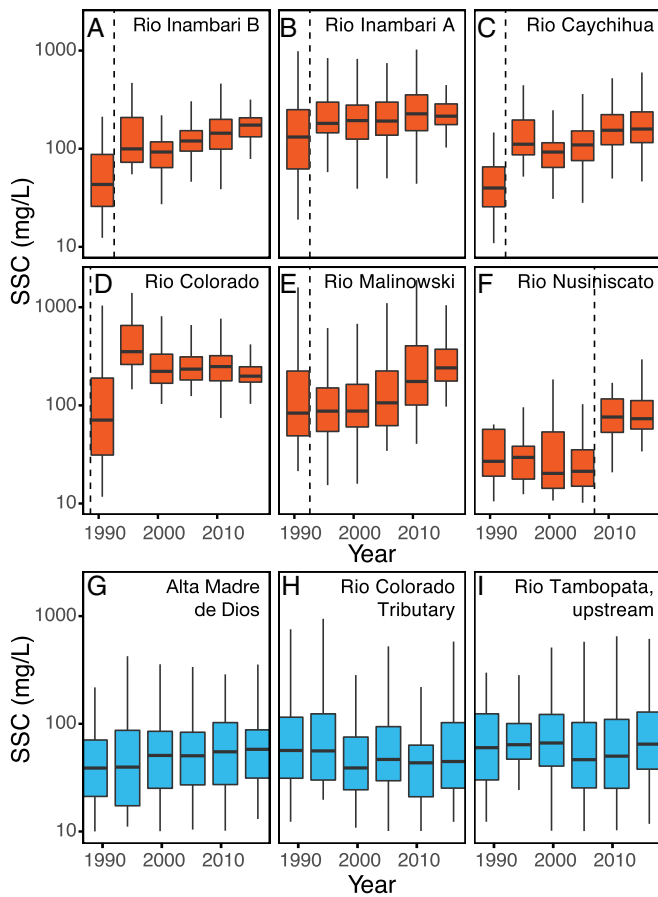 A Rio Inambari B
B Rio Inambari A
C Rio Caychihua
1000
100
10
SSC (mg/L)
D Rio Colorado
E Rio Malinowski
F Rio Nusiniscato
1000
100
10
1990 2000 2010
1990 2000 2010
1990 2000 2010
Year
G Alta Madre
de Dios
H Rio Colorado
Tributary
I Rio Tambopata,
upstream
1000
100
10
SSC (mg/L)
1990 2000 2010
1990 2000 2010
1990 2000 2010
Year